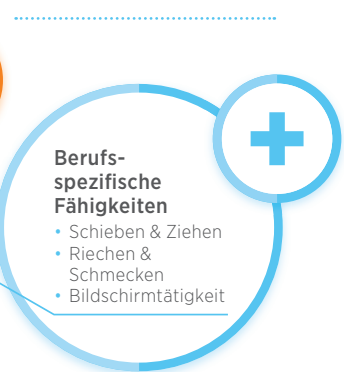 Berufs-
spezifische
Fähigkeiten
• Schieben & Ziehen
• Riechen &
Schmecken
• Bildschirmtätigkeit